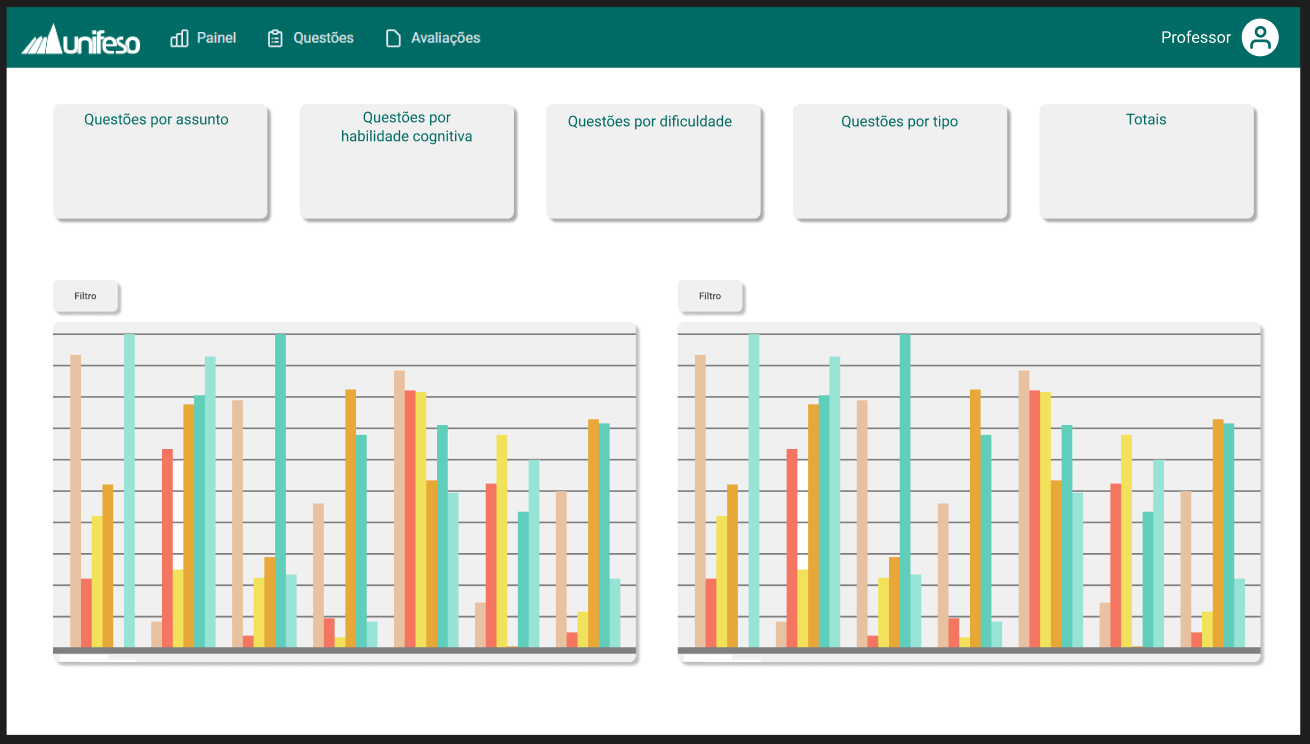 unifeso
Painel
Questões
Avaliações
Professor
Questões por assunto
Questões por
habilidade cognitiva
Questões por dificuldade
Questões por tipo
Totais
Filtro
Filtro